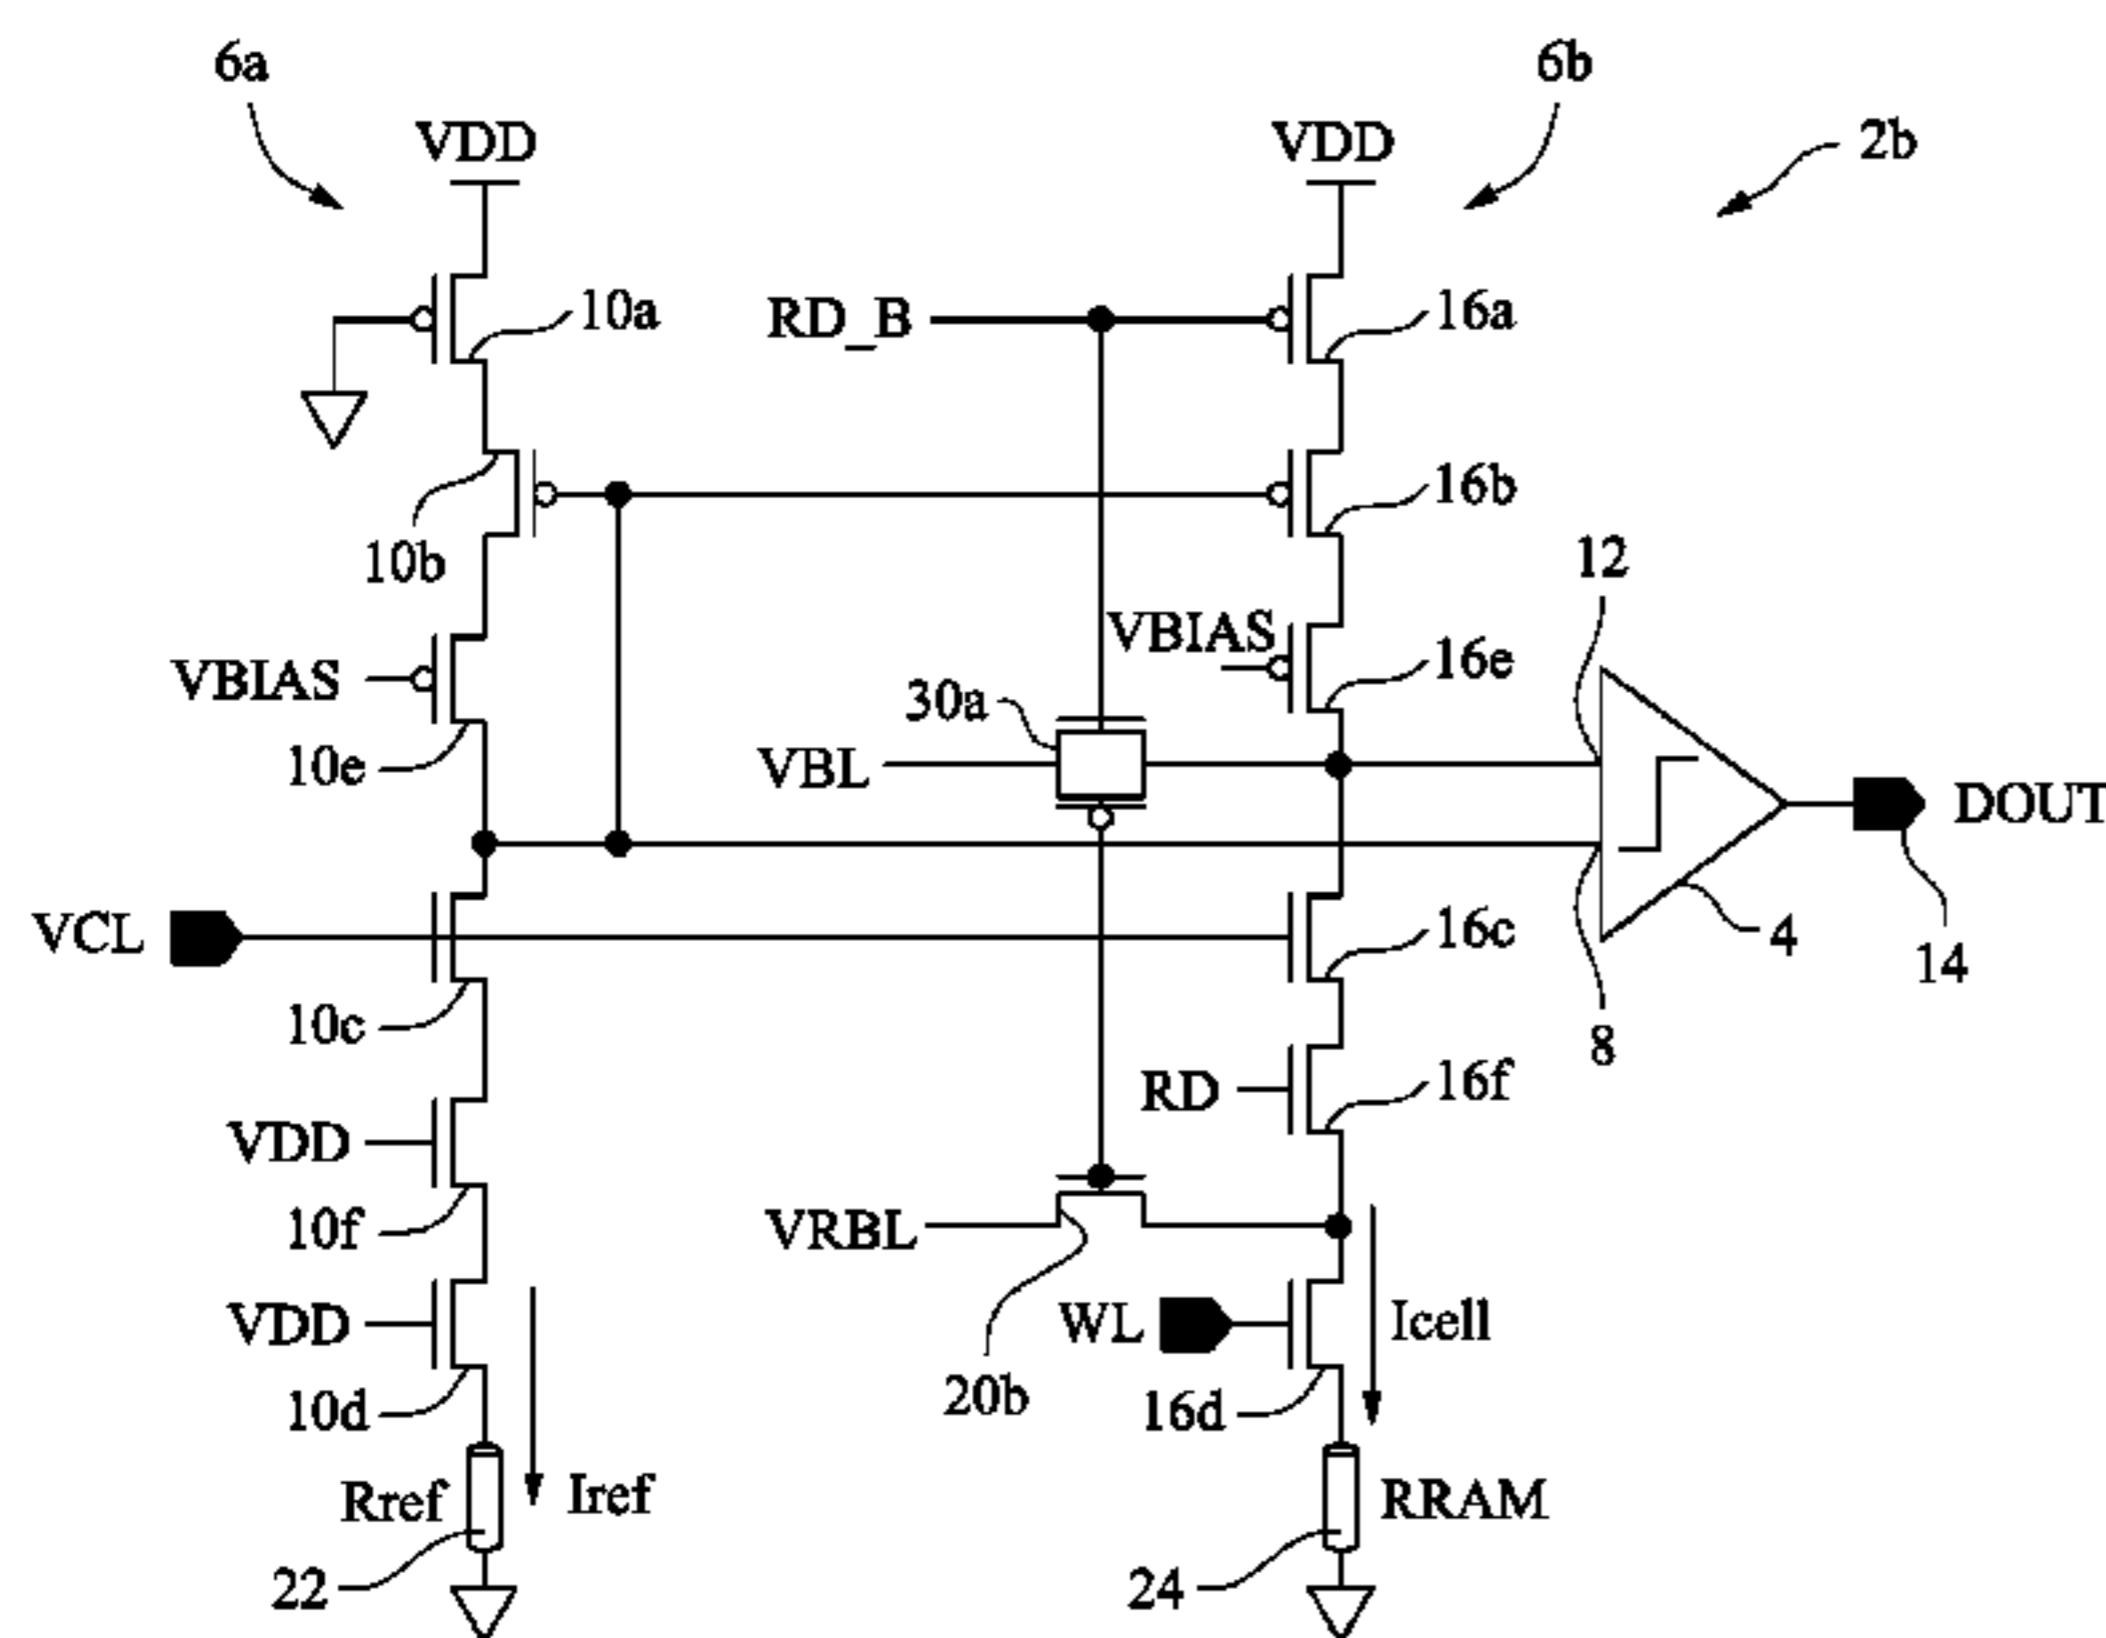 6a
6b
VDD
VDD
2b
10a
RD_B
16a
10b
16b
12
VBIAS
VBIAS
16e
30a
10e
VBL
DOUT
VCL
16c
4
14
10c
8
RD
16f
VDD
10f
VRBL
VDD
WL
Icell
10d
20b
16d
Rref
Iref
RRAM
22
24